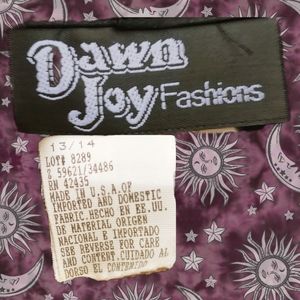 Dawn
Joy Fashions
13/14
LOT# 8289
2 59621/34486
RN 42435
MADE IN U.S.A.OF
IMPORTED AND DOMESTIC
FABRIC.HECHO EN EE.UU.
DE MATERIAL ORIGEN
NACIONAL E IMPORTADO
SEE REVERSE FOR CARE
AND CONTENT.CUIDADO AL
DORSO EL CONTENIDO